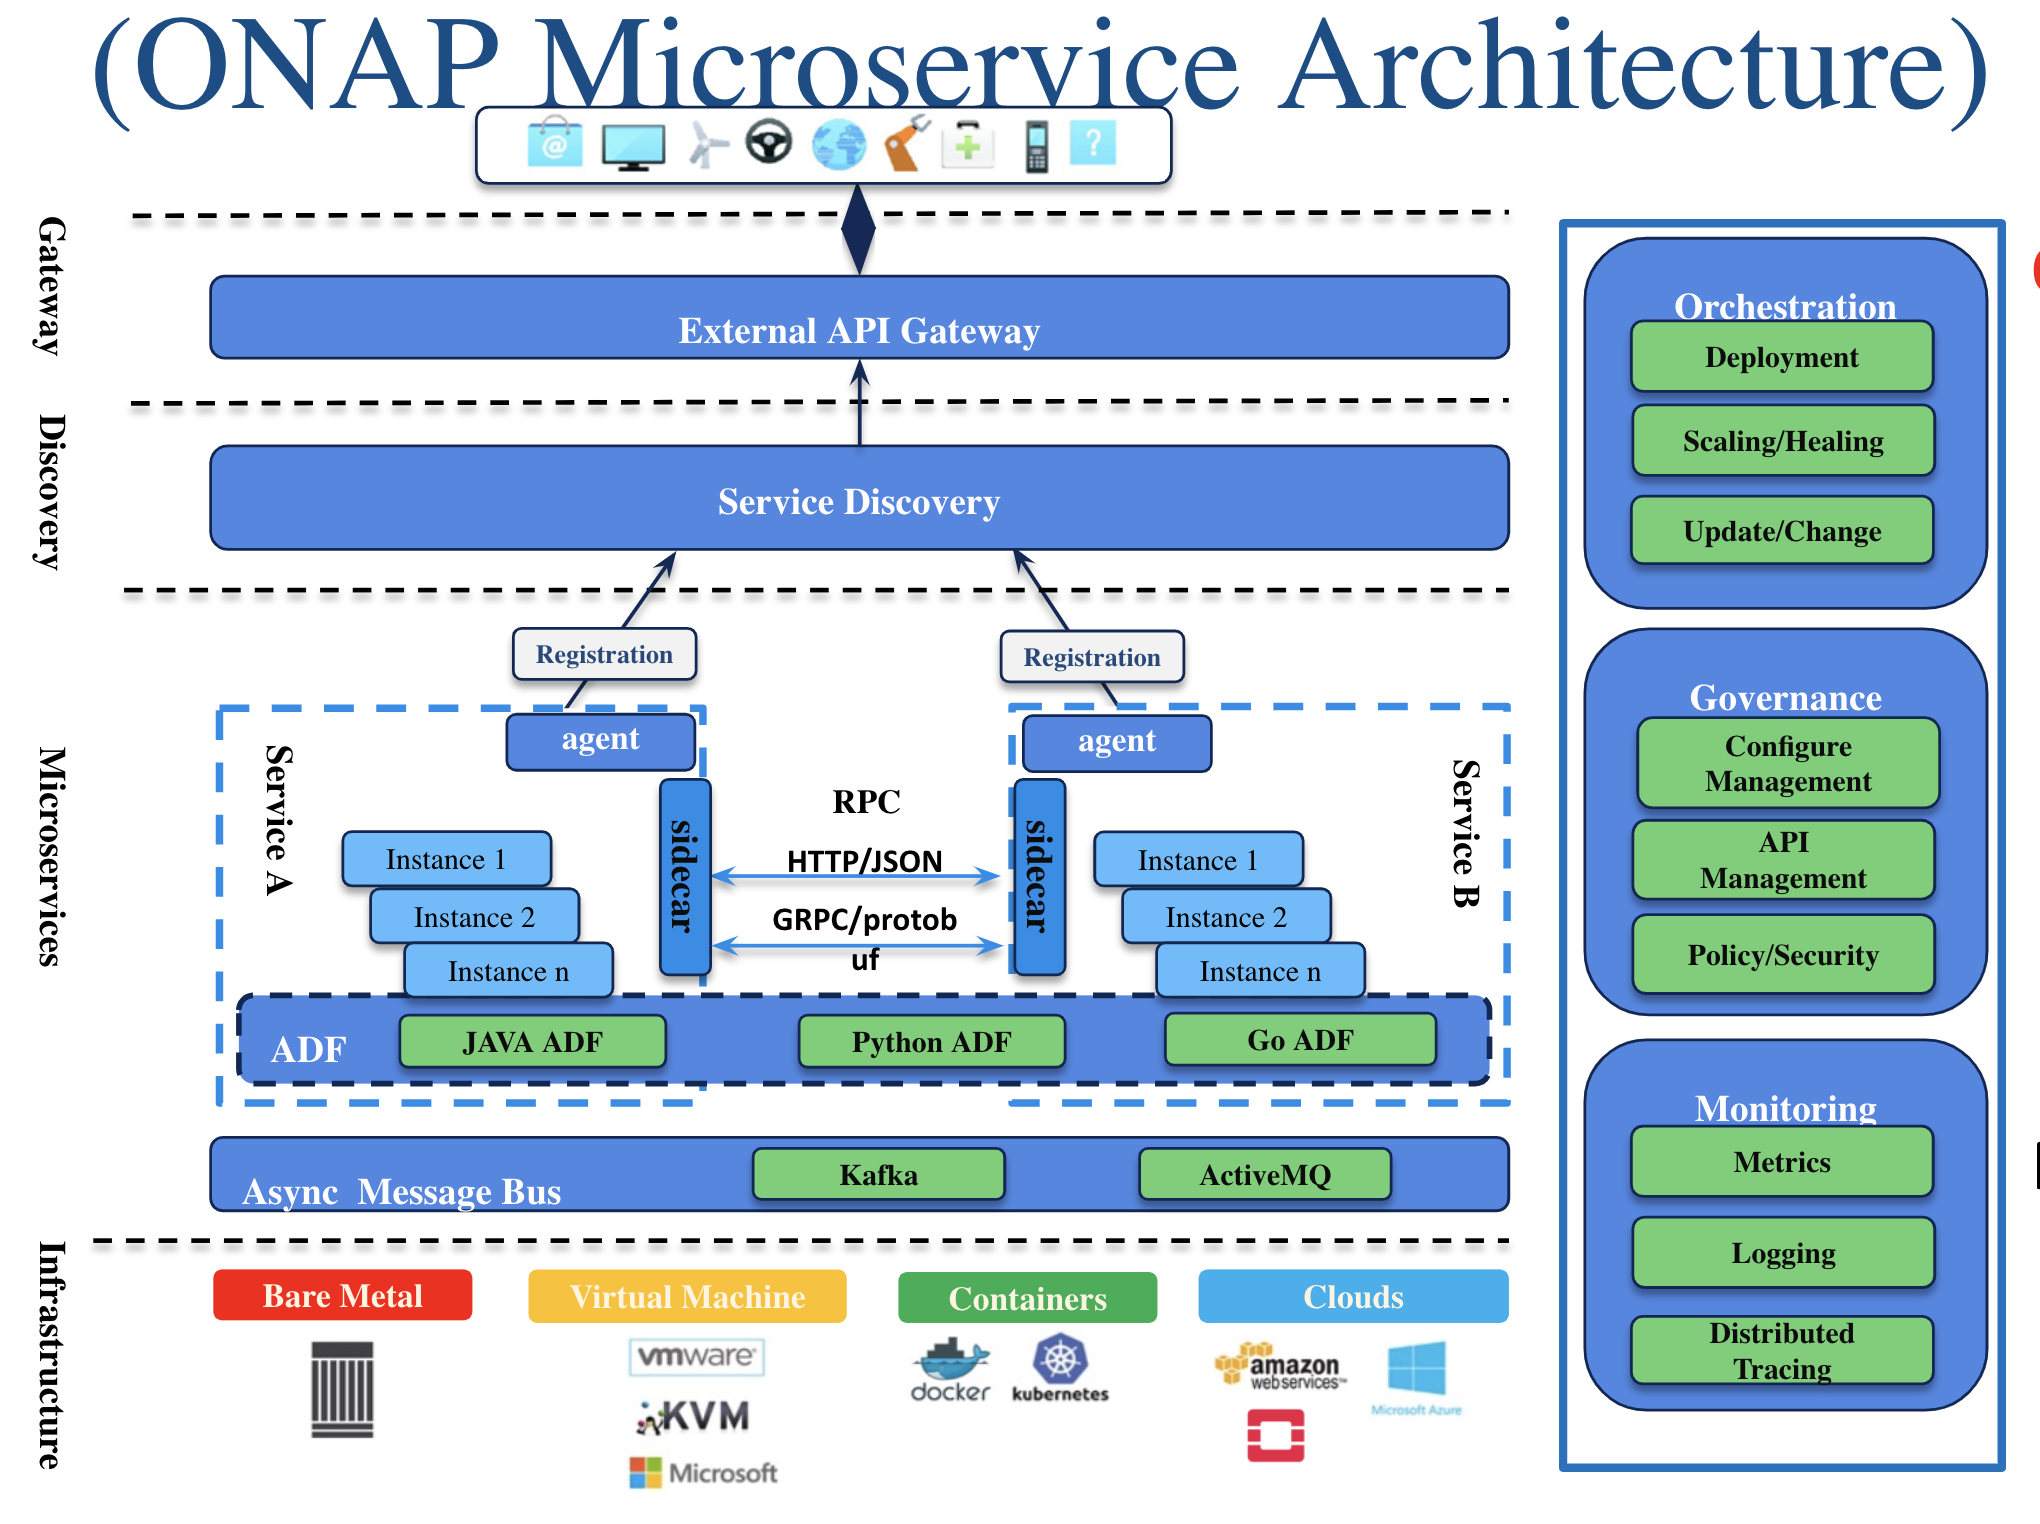 (ONAP Microservice Architecture)
@
?
Gateway
External API Gateway
Discovery
Service Discovery
Registration
Registration
Microservices
Service A
agent
sidecar
Instance 1
Instance 2
Instance n
RPC
HTTP/JSON
GRPC/protob
uf
agent
sidecar
Service B
Instance 1
Instance 2
Instance n
ADF
JAVA ADF
Python ADF
Go ADF
Async  Message Bus
Kafka
ActiveMQ
Infrastructure
Bare Metal
Virtual Machine
vmware
KVM
Microsoft
Containers
docker
kubernetes
Clouds
amazon
webservices™
Microsoft Azure
Orchestration
Deployment
Scaling/Healing
Update/Change
Governance
Configure
Management
API
Management
Policy/Security
Monitoring
Metrics
Logging
Distributed
Tracing